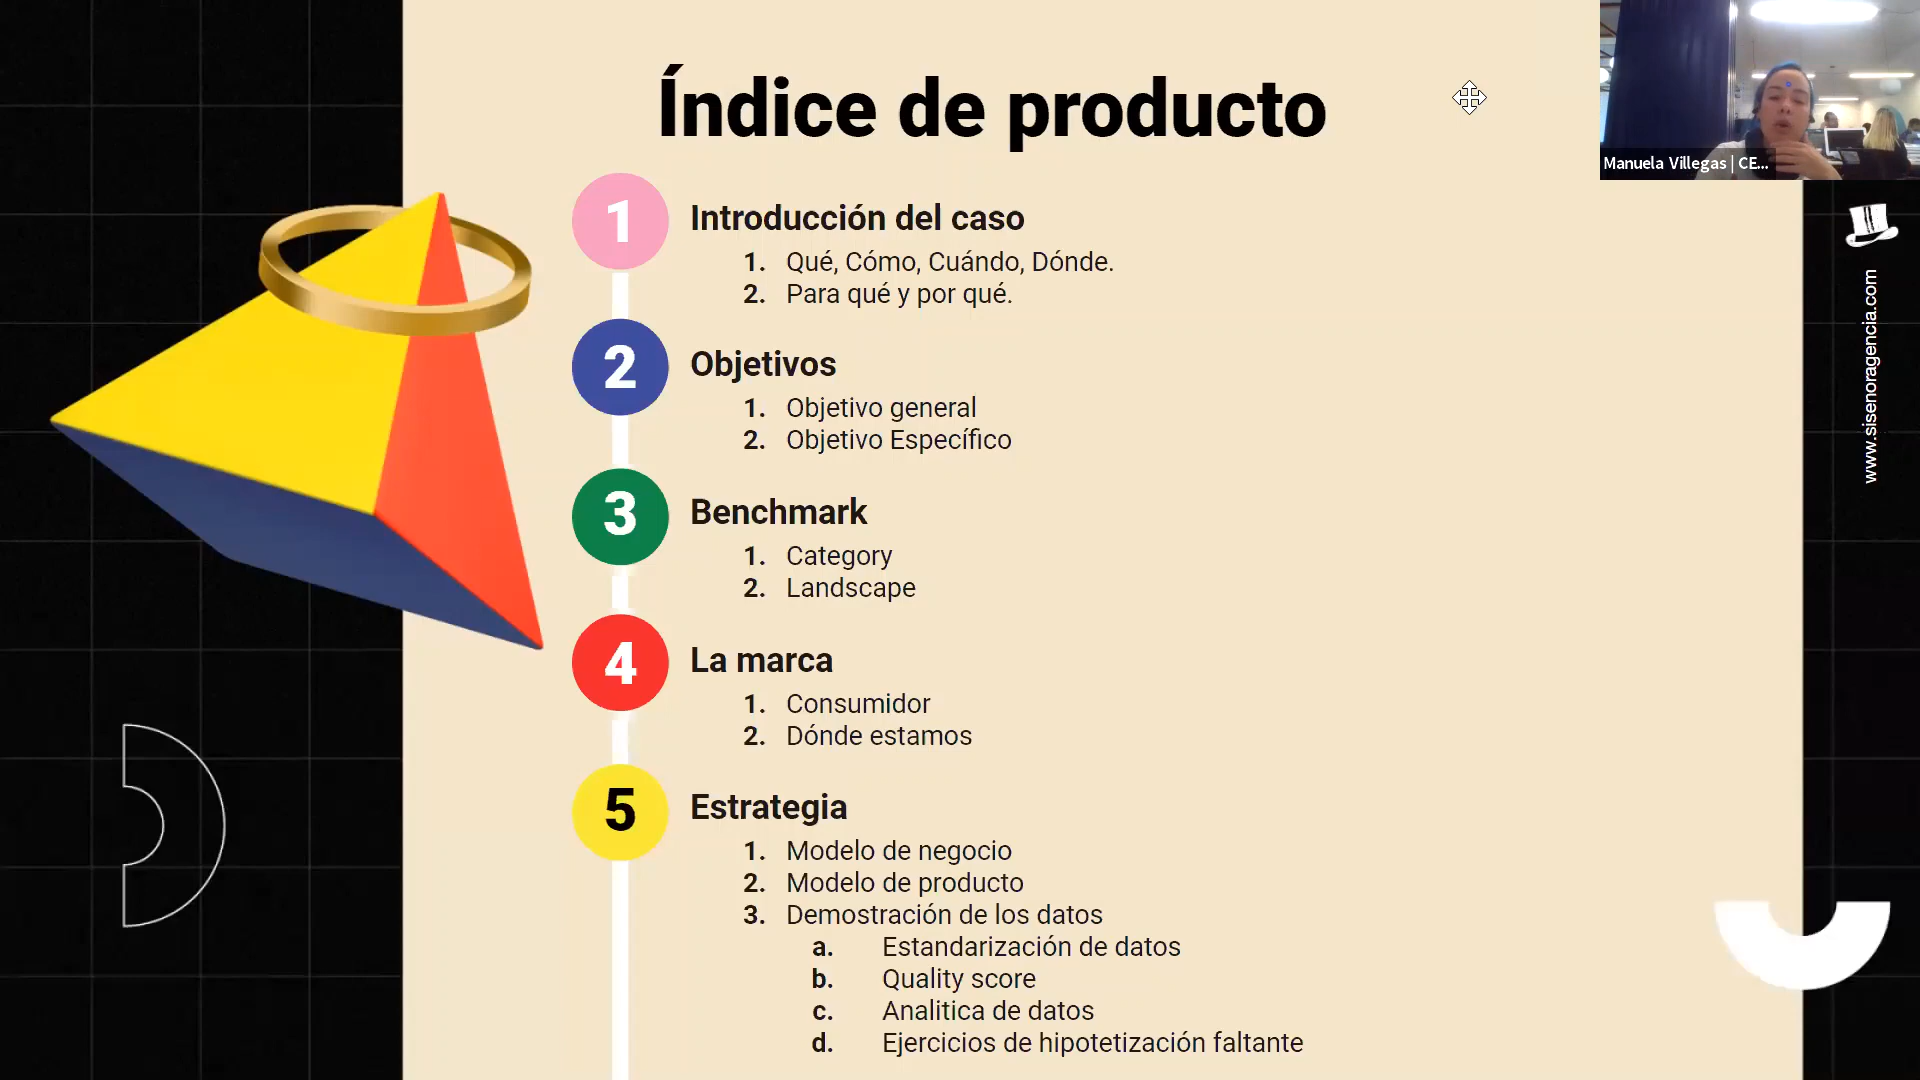 Índice de producto
Manuela Villegas | CE...
1
Introducción del caso
1. Qué, Cómo, Cuándo, Dónde.
2. Para qué y por qué.
2
Objetivos
1. Objetivo general
2. Objetivo Específico
3
Benchmark
1. Category
2. Landscape
4
La marca
1. Consumidor
2. Dónde estamos
5
Estrategia
1. Modelo de negocio
2. Modelo de producto
3. Demostración de los datos
a. Estandarización de datos
b. Quality score
c. Analitica de datos
d. Ejercicios de hipotetización faltante
www.sisenoragencia.com